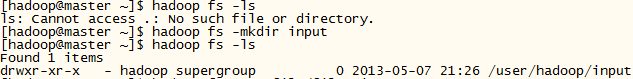 [hadoop@master ~]$ hadoop fs -ls
ls: Cannot access .: No such file or directory.
[hadoop@master ~]$ hadoop fs -mkdir input
[hadoop@master ~]$ hadoop fs -ls
Found 1 items
drwxr-xr-x - hadoop supergroup 0 2013-05-07 21:26 /user/hadoop/input